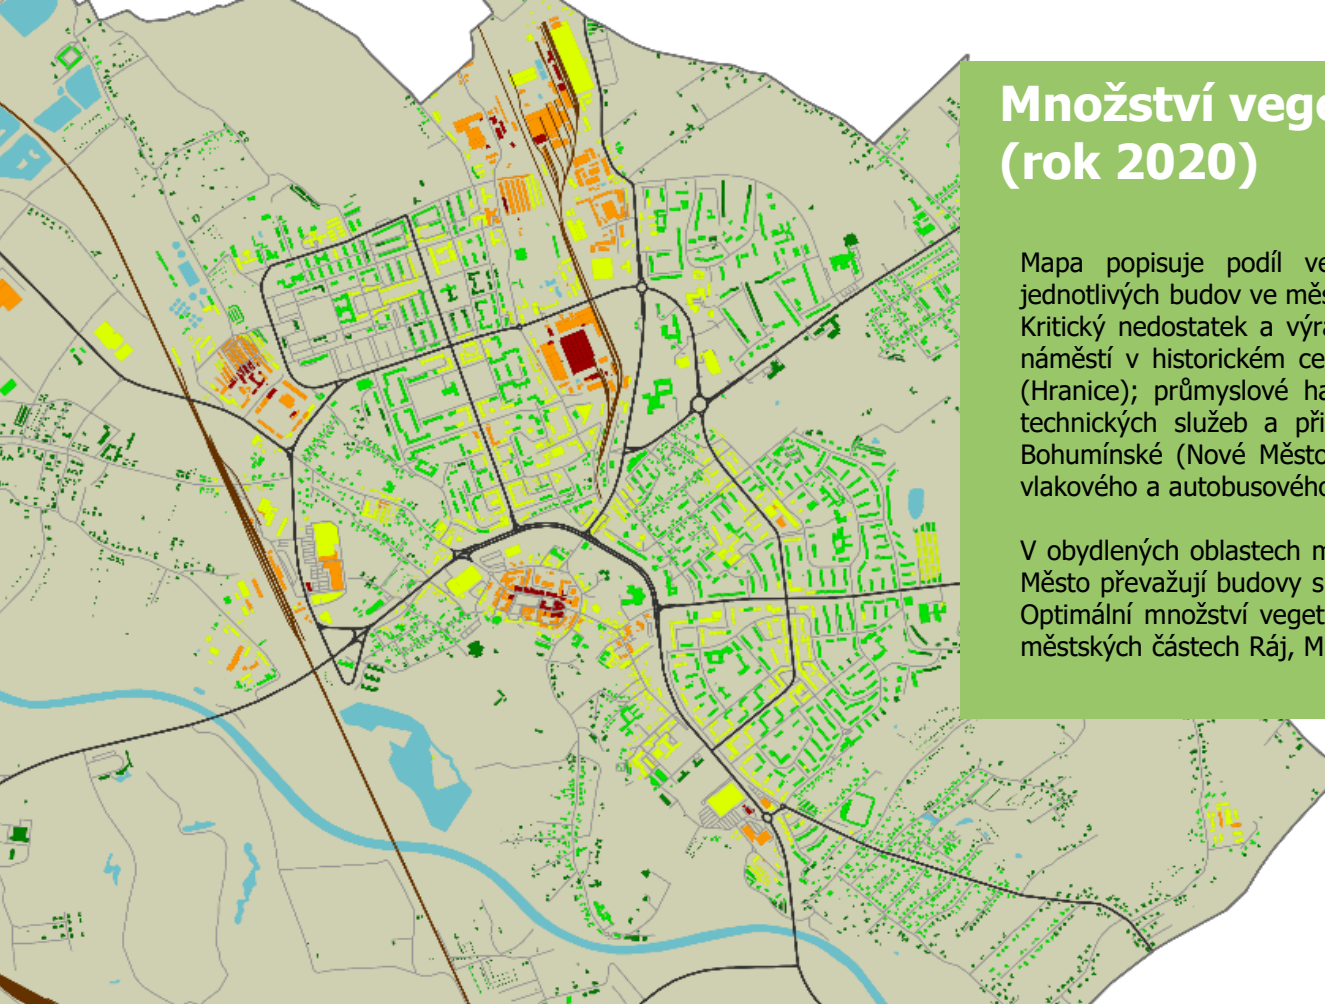 Množství vege
(rok 2020)
Mapa popisuje podíl ve
jednotlivých budov ve měs
Kritický nedostatek a výra
náměstí v historickém ce
(Hranice); průmyslové ha
technických služeb a při
Bohumínské (Nové Město
vlakového a autobusového
V obydlených oblastech m
Město převažují budovy s
Optimální množství veget
městských částech Ráj, M